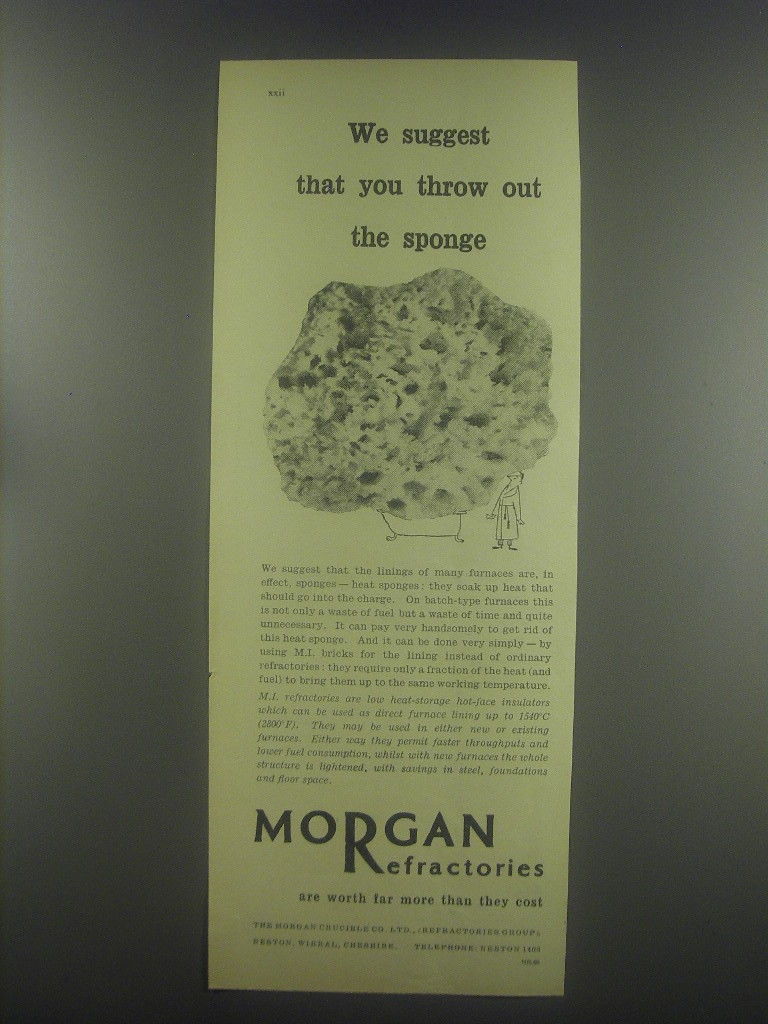 xxii
We suggest
that you throw out
the sponge
We suggest that the linings of many furnaces are, in
effect, sponges — heat sponges: they soak up heat that
should go into the charge. On batch-type furnaces this
is not only a waste of fuel but a waste of time and quite
unnecessary. It can pay very handsomely to get rid of
this heat sponge. And it can be done very simply — by
using M.I. bricks for the lining instead of ordinary
refractories: they require only a fraction of the heat (and
fuel) to bring them up to the same working temperature.
M.I. refractories are low heat-storage hot-face insulators
which can be used as direct furnace lining up to 1540°C
(2800°F). They may be used in either new or existing
furnaces. Either way they permit faster throughputs and
lower fuel consumption, whilst with new furnaces the whole
structure is lightened, with savings in steel, foundations
and floor space.
MORGAN
Refractories
are worth far more than they cost
THE MORGAN CRUCIBLE CO. LTD., (REFRACTORIES GROUP),
NESTON, WIRRAL, CHESHIRE. TELEPHONE: NESTON 1406